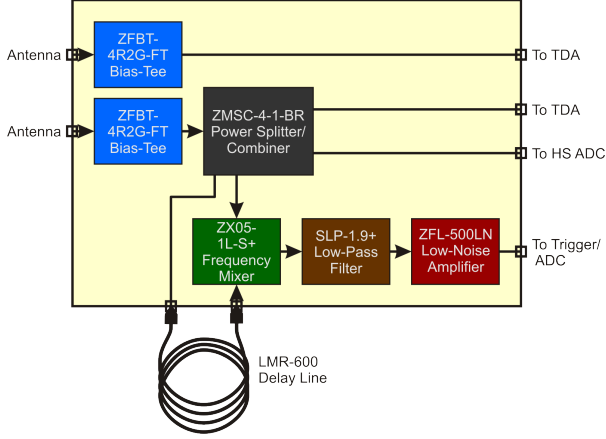 Antenna
ZFBT-
4R2G-FT
Bias-Tee
To TDA
Antenna
ZFBT-
4R2G-FT
Bias-Tee
ZMSC-4-1-BR
Power Splitter/
Combiner
To TDA
To HS ADC
ZX05-
1L-S+
Frequency
Mixer
SLP-1.9+
Low-Pass
Filter
ZFL-500LN
Low-Noise
Amplifier
To Trigger/
ADC
LMR-600
Delay Line